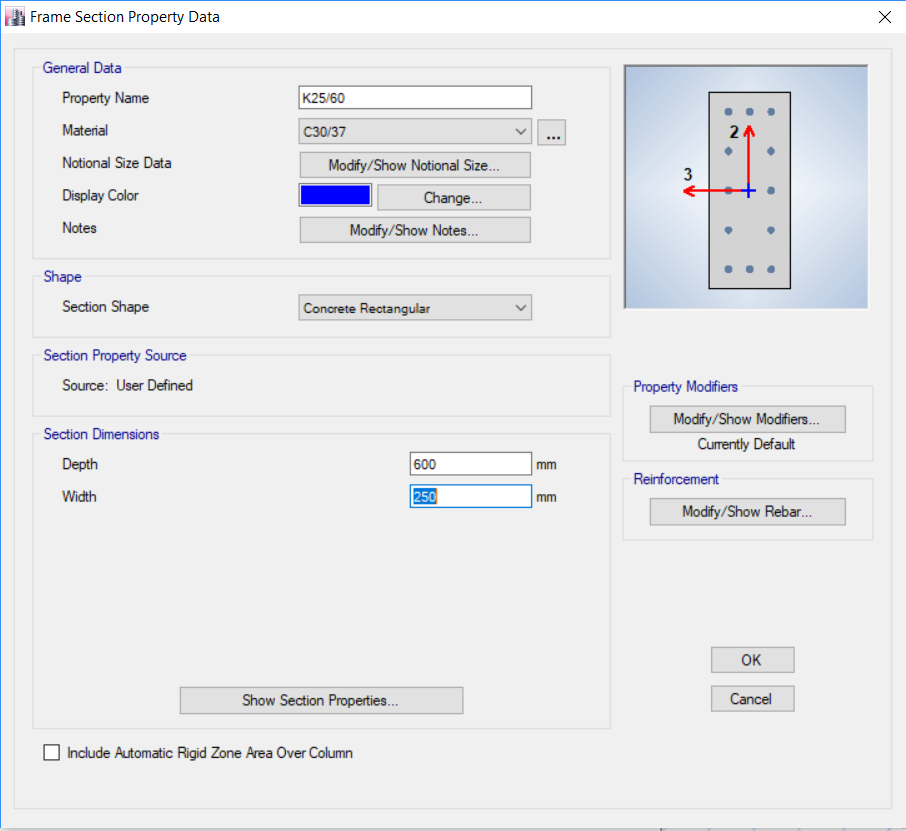 Frame Section Property Data
General Data
Property Name K25/60
Material C30/37 ...
Notional Size Data Modify/Show Notional Size...
Display Color Change...
Notes Modify/Show Notes...
Shape
Section Shape Concrete Rectangular
Section Property Source
Source: User Defined
Section Dimensions
Depth 600 mm
Width 250 mm
Show Section Properties...
Include Automatic Rigid Zone Area Over Column
2
3
Property Modifiers
Modify/Show Modifiers...
Currently Default
Reinforcement
Modify/Show Rebar...
OK
Cancel